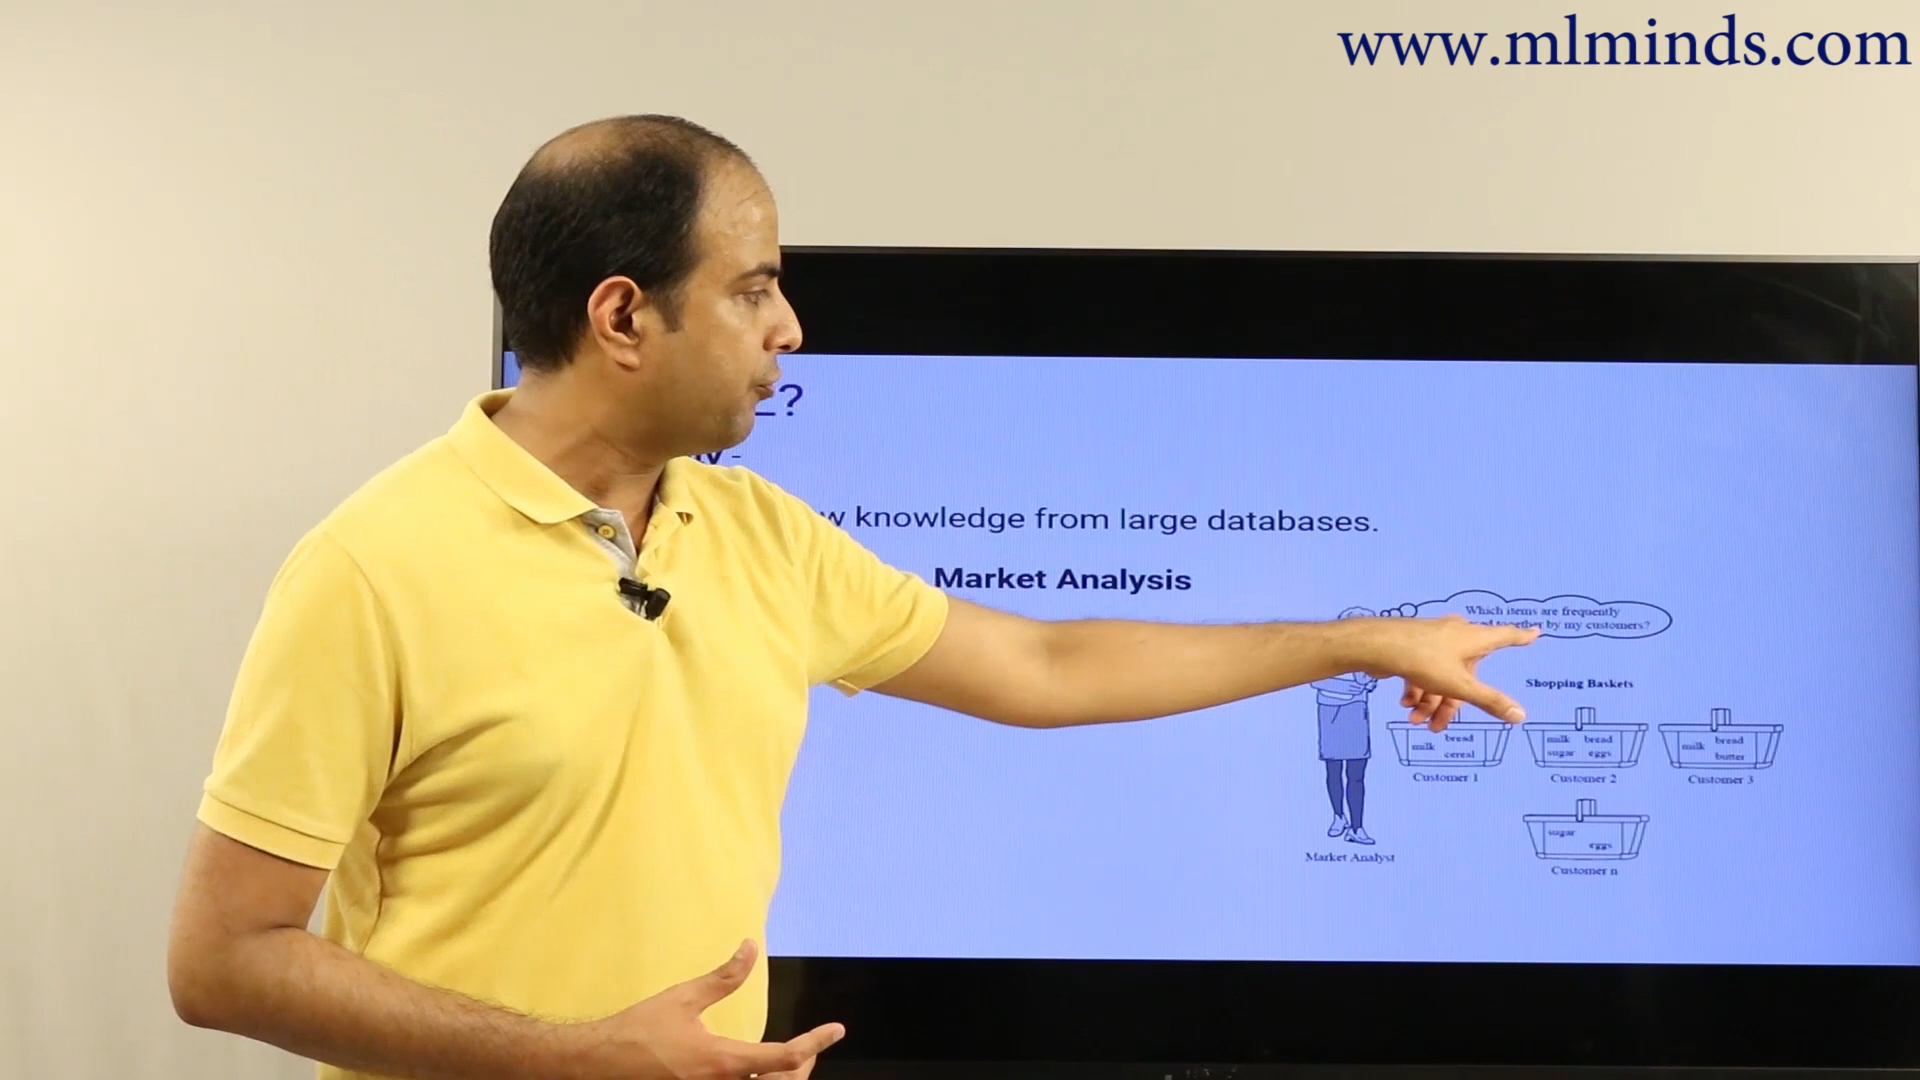 www.mlminds.com
?
-
knowledge from large databases.
Market Analysis
Which items are frequently
together by my customers?
Shopping Baskets
milk bread cereal
milk bread sugar eggs
milk bread butter
Customer 1 Customer 2 Customer 3
sugar eggs
Market Analyst
Customer n